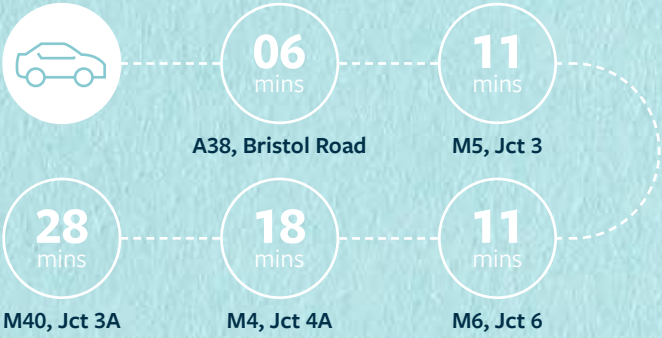 06
mins
A38, Bristol Road
11
mins
M5, Jct 3
11
mins
M6, Jct 6
18
mins
M4, Jct 4A
28
mins
M40, Jct 3A